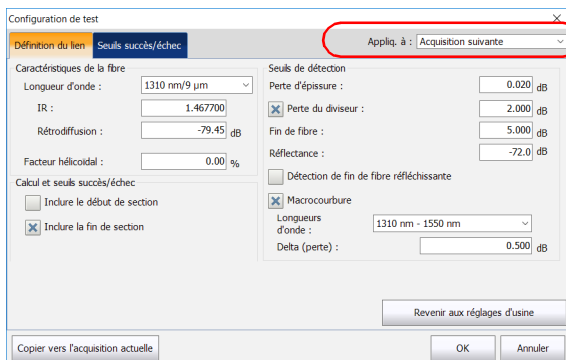 Configuration de test
Définition du lien
Seuils succès/échec
Appliq. à : Acquisition suivante
Caractéristiques de la fibre
Longueur d'onde : 1310 nm/9 µm
IR : 1.467700
Rétrodiffusion : -79.45 dB
Facteur hélicoïdal : 0.00 %
Calcul et seuils succès/échec
Inclure le début de section
Inclure la fin de section
Seuils de détection
Perte d'épissure : 0.020 dB
Perte du diviseur : 2.000 dB
Fin de fibre : 5.000 dB
Réflectance : -72.0 dB
Détection de fin de fibre réfléchissante
Macrocourbure
Longueurs
d'onde : 1310 nm - 1550 nm
Delta (perte) : 0.500 dB
Revenir aux réglages d'usine
Copier vers l'acquisition actuelle
OK
Annuler